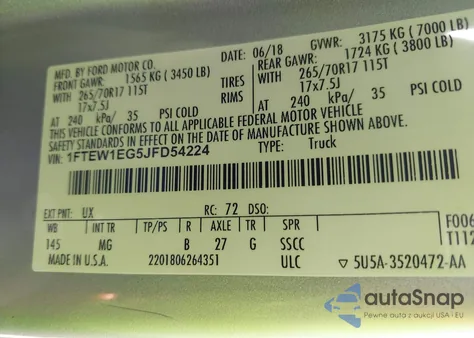 MFD. BY FORD MOTOR CO.
DATE: 06/18 GVWR: 3175 KG (7000 LB)
FRONT GAWR: 1565 KG (3450 LB) REAR GAWR: 1724 KG (3800 LB)
WITH TIRES WITH
265/70R17 115T 265/70R17 115T
17x7.5J RIMS 17x7.5J
AT 240 kPa/ 35 PSI COLD AT 240 kPa/ 35 PSI COLD
THIS VEHICLE CONFORMS TO ALL APPLICABLE FEDERAL MOTOR VEHICLE
SAFETY STANDARDS IN EFFECT ON THE DATE OF MANUFACTURE SHOWN ABOVE.
VIN: 1FTEW1EG5JFD54224 TYPE: Truck
EXT PNT: UX RC: 72 DSO:
WB INT TR TP/PS R AXLE TR SPR F006
145 MG B 27 G SSCC T112
MADE IN U.S.A. 2201806264351 ULC ▽ 5U5A-3520472-AA
autoSnap
Pewne auta z USA i EU